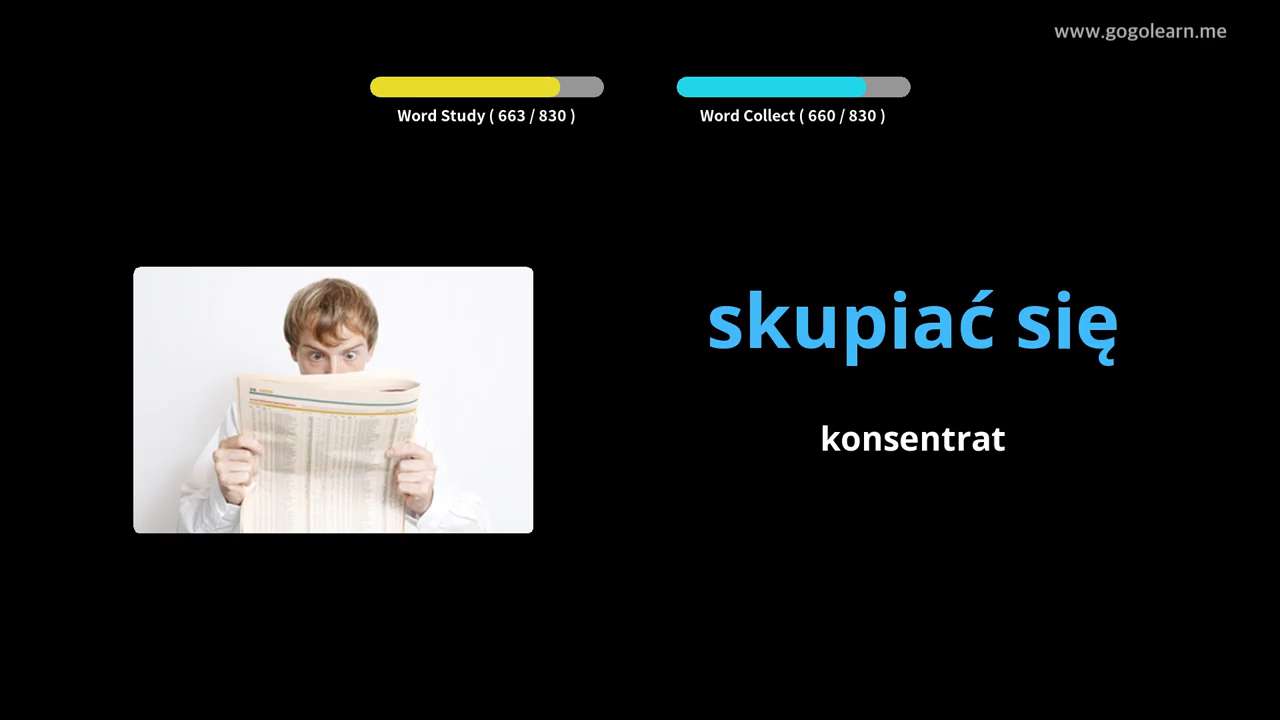 www.gogolearn.me
Word Study ( 663 / 830 )
Word Collect ( 660 / 830 )
skupiać się
konsentrat